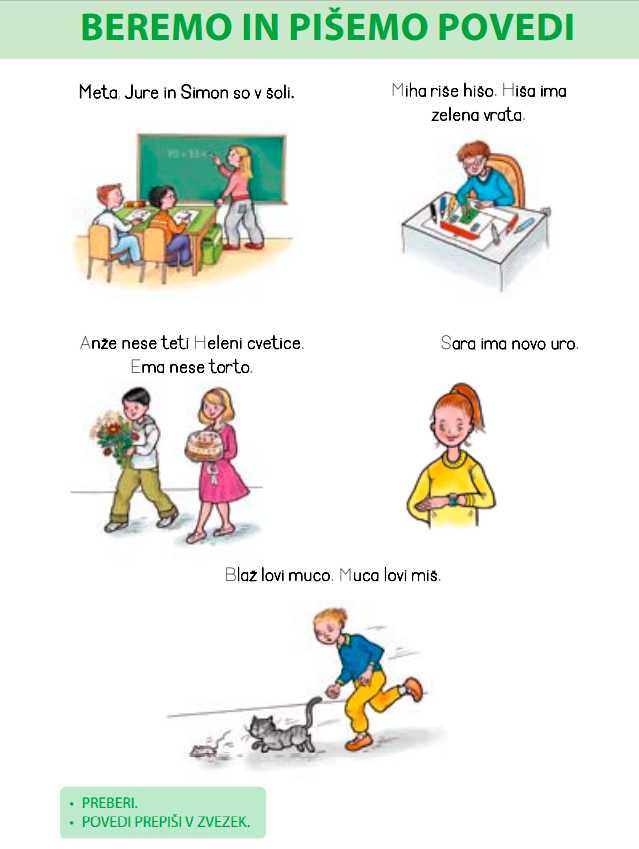 BEREMO IN PIŠEMO POVEDI
Meta, Jure in Simon so v šoli.
Miha riše hišo. Hiša ima
zelena vrata.
Anže nese teti Heleni cvetice.
Ema nese torto.
Sara ima novo uro.
Blaž lovi muco. Muca lovi miš.
• PREBERI.
• POVEDI PREPIŠI V ZVEZEK.